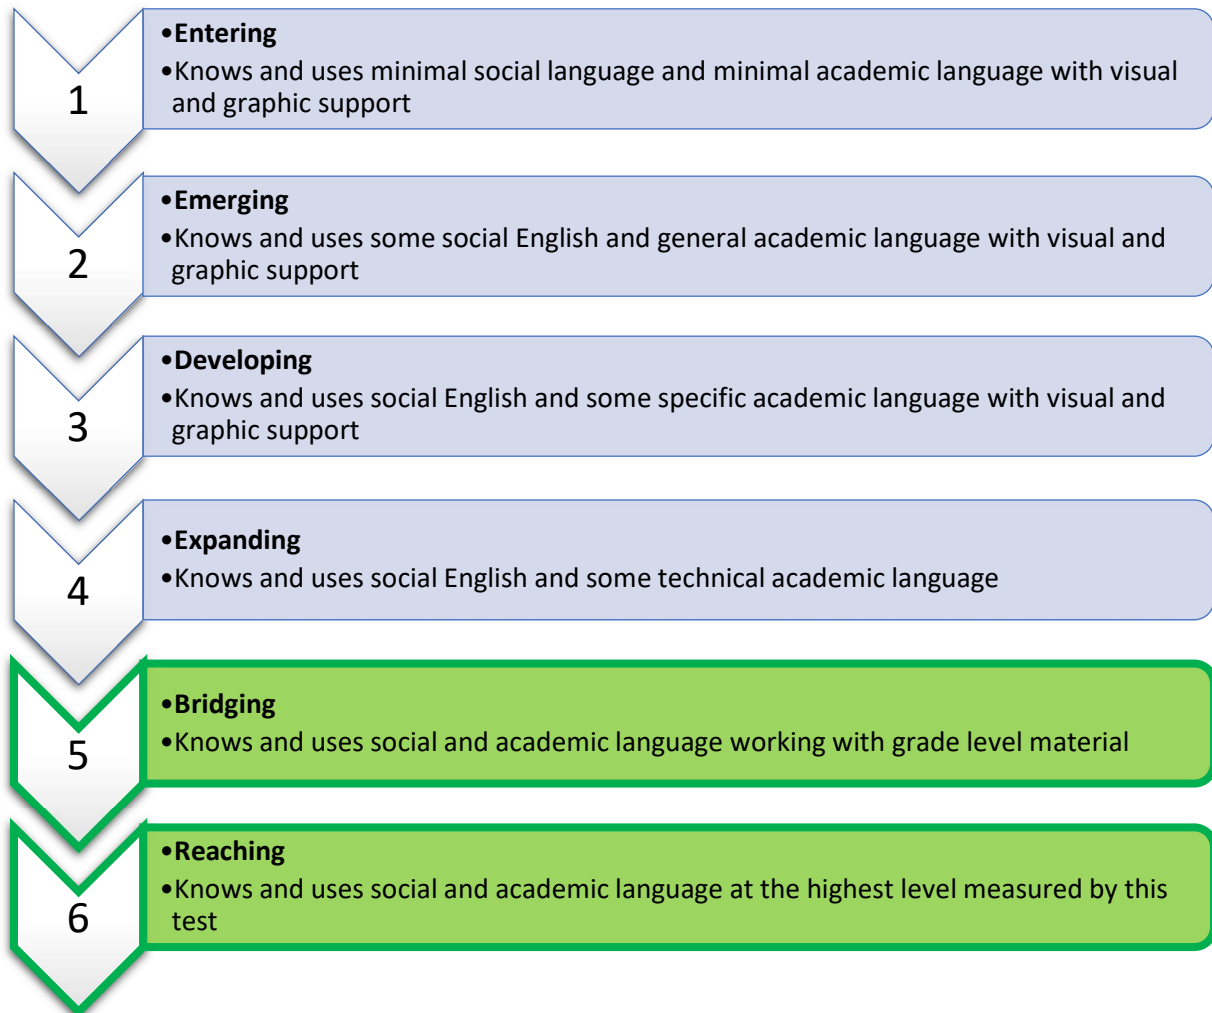 1
•Entering
•Knows and uses minimal social language and minimal academic language with visual
and graphic support
2
•Emerging
•Knows and uses some social English and general academic language with visual and
graphic support
3
•Developing
•Knows and uses social English and some specific academic language with visual and
graphic support
4
•Expanding
•Knows and uses social English and some technical academic language
5
•Bridging
•Knows and uses social and academic language working with grade level material
6
•Reaching
•Knows and uses social and academic language at the highest level measured by this
test